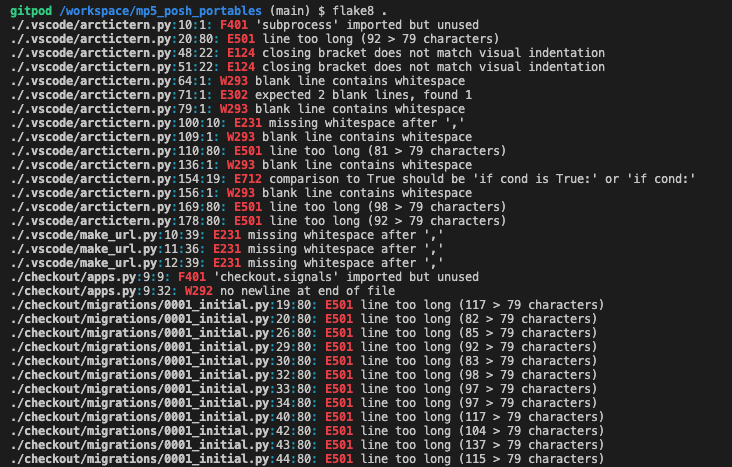 gitpod /workspace/mp5_posh_portables (main) $ flake8 .
./.vscode/arctictern.py:10:1: F401 'subprocess' imported but unused
./.vscode/arctictern.py:20:80: E501 line too long (92 > 79 characters)
./.vscode/arctictern.py:48:22: E124 closing bracket does not match visual indentation
./.vscode/arctictern.py:51:22: E124 closing bracket does not match visual indentation
./.vscode/arctictern.py:64:1: W293 blank line contains whitespace
./.vscode/arctictern.py:71:1: E302 expected 2 blank lines, found 1
./.vscode/arctictern.py:79:1: W293 blank line contains whitespace
./.vscode/arctictern.py:100:10: E231 missing whitespace after ','
./.vscode/arctictern.py:109:1: W293 blank line contains whitespace
./.vscode/arctictern.py:110:80: E501 line too long (81 > 79 characters)
./.vscode/arctictern.py:136:1: W293 blank line contains whitespace
./.vscode/arctictern.py:154:19: E712 comparison to True should be 'if cond is True:' or 'if cond:'
./.vscode/arctictern.py:156:1: W293 blank line contains whitespace
./.vscode/arctictern.py:169:80: E501 line too long (98 > 79 characters)
./.vscode/arctictern.py:178:80: E501 line too long (92 > 79 characters)
./.vscode/make_url.py:10:39: E231 missing whitespace after ','
./.vscode/make_url.py:11:36: E231 missing whitespace after ','
./.vscode/make_url.py:12:39: E231 missing whitespace after ','
./checkout/apps.py:9:9: F401 'checkout.signals' imported but unused
./checkout/apps.py:9:32: W292 no newline at end of file
./checkout/migrations/0001_initial.py:19:80: E501 line too long (117 > 79 characters)
./checkout/migrations/0001_initial.py:20:80: E501 line too long (82 > 79 characters)
./checkout/migrations/0001_initial.py:26:80: E501 line too long (85 > 79 characters)
./checkout/migrations/0001_initial.py:29:80: E501 line too long (92 > 79 characters)
./checkout/migrations/0001_initial.py:30:80: E501 line too long (83 > 79 characters)
./checkout/migrations/0001_initial.py:32:80: E501 line too long (98 > 79 characters)
./checkout/migrations/0001_initial.py:33:80: E501 line too long (97 > 79 characters)
./checkout/migrations/0001_initial.py:34:80: E501 line too long (97 > 79 characters)
./checkout/migrations/0001_initial.py:40:80: E501 line too long (117 > 79 characters)
./checkout/migrations/0001_initial.py:42:80: E501 line too long (104 > 79 characters)
./checkout/migrations/0001_initial.py:43:80: E501 line too long (137 > 79 characters)
./checkout/migrations/0001_initial.py:44:80: E501 line too long (115 > 79 characters)